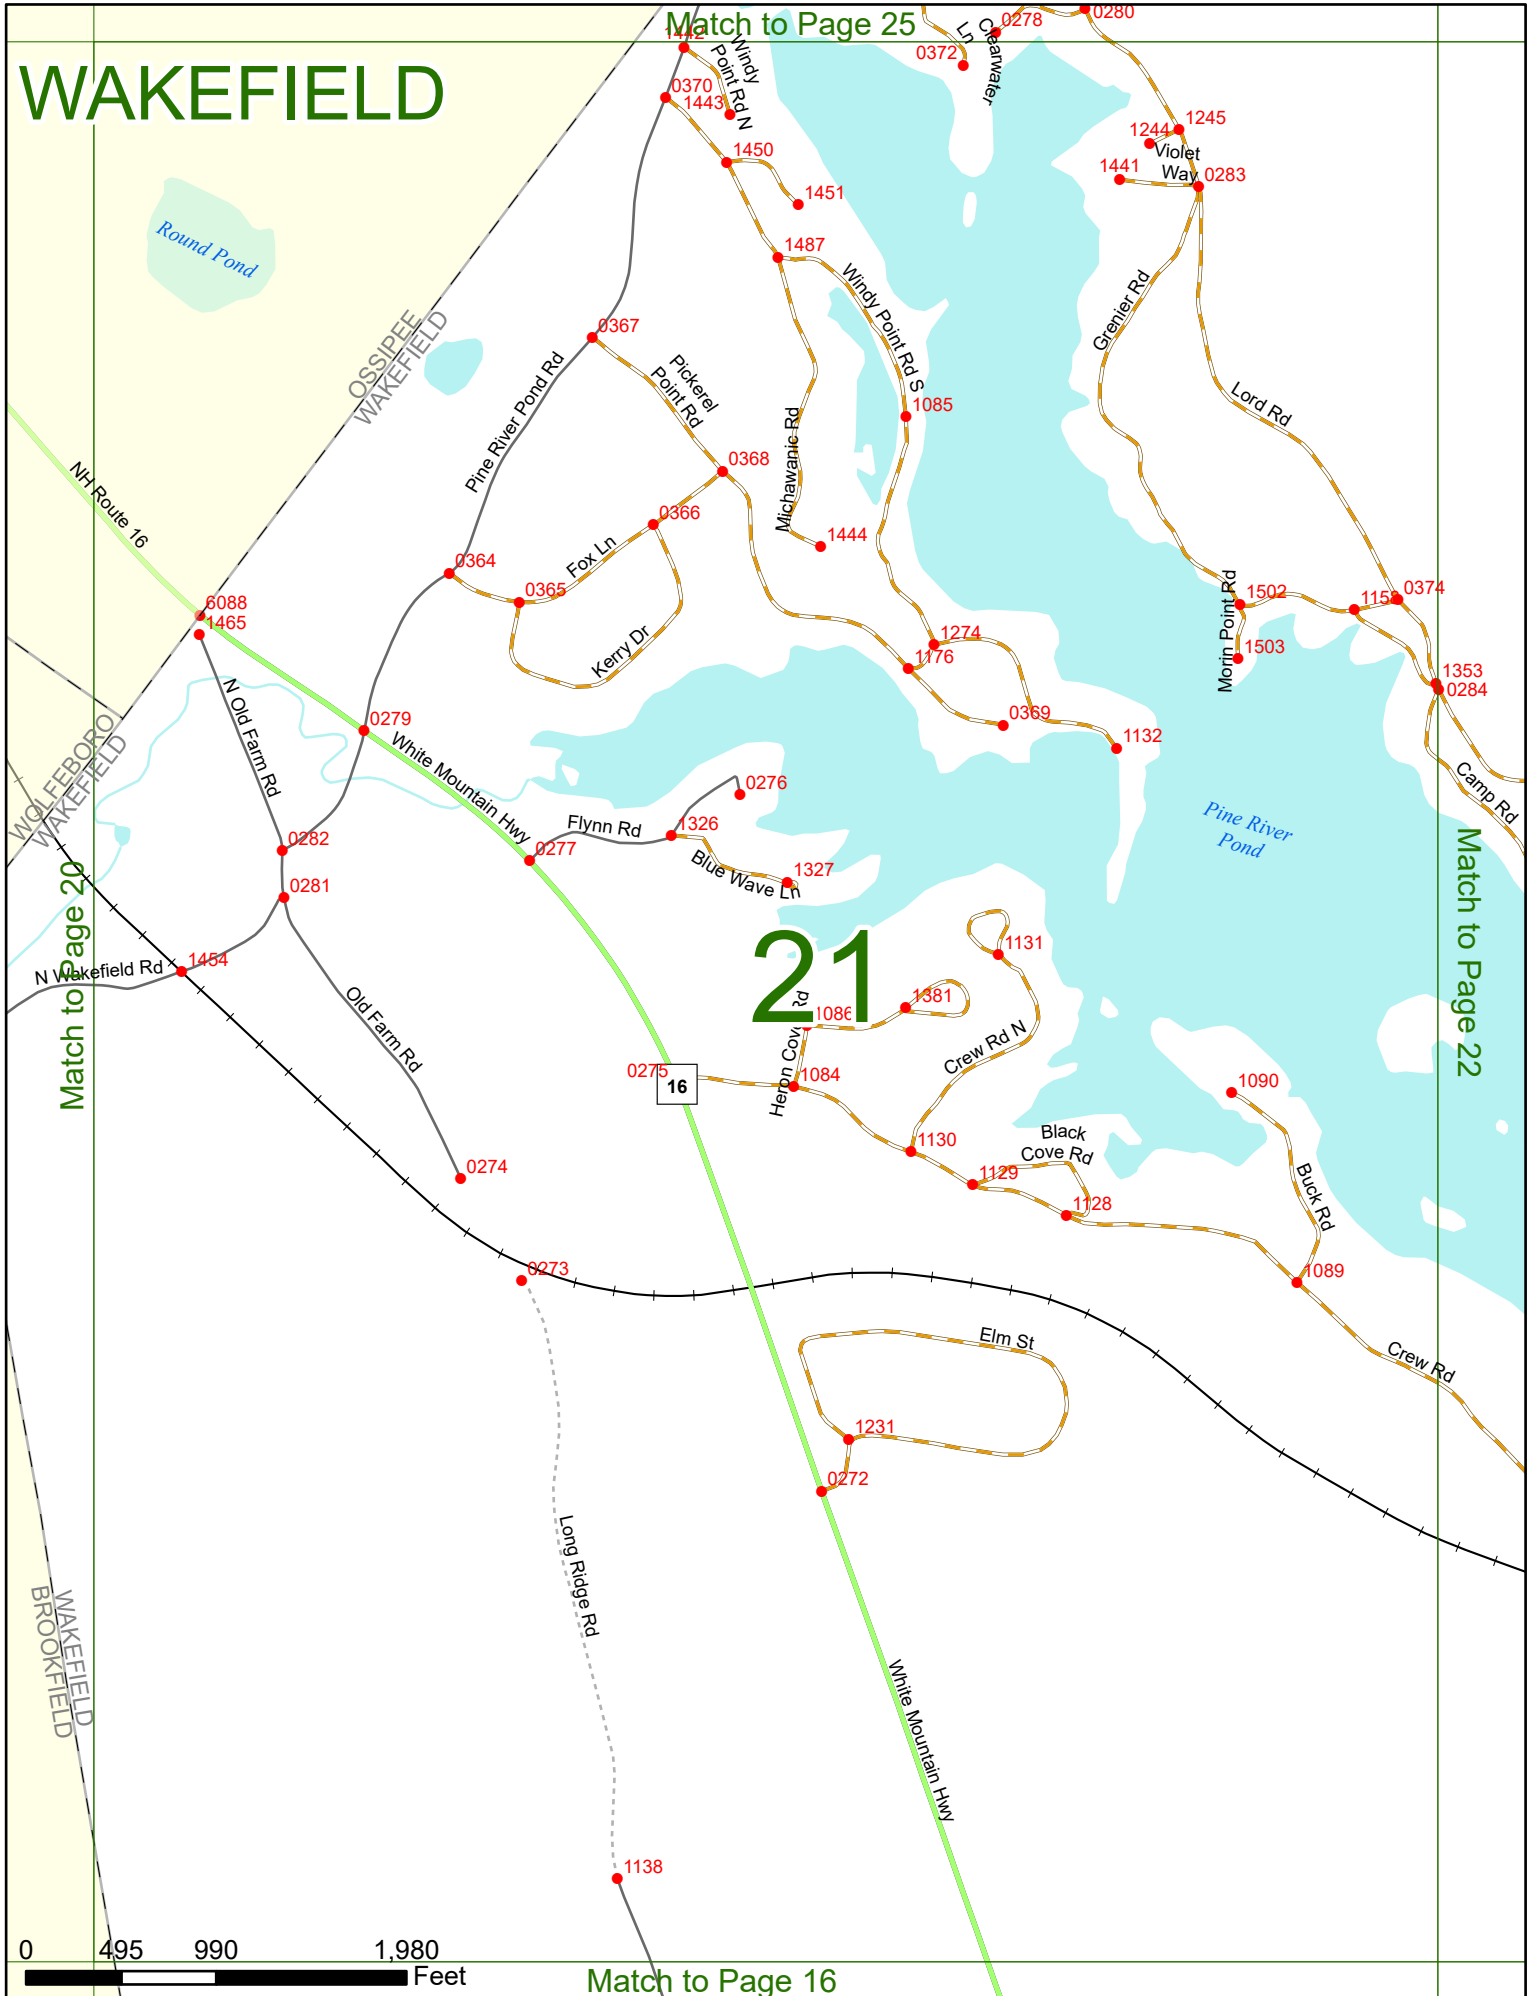 Match to Page 25
WAKEFIELD
0278
0280
Ln
Clearwater
0372
1442
Windy
Point Rd N
0370
1443
1245
1244
Violet
Way
1450
1441
0283
1451
Round Pond
1487
Windy Point Rd S
Grenier Rd
OSSIPEE
WAKEFIELD
0367
Pine River Pond Rd
Pickerel
Point Rd
1085
Lord Rd
Michawanic Rd
0368
NH Route 16
0366
1444
Fox Ln
0364
0365
6088
1465
Kerry Dr
Morin Point Rd
1502
0374
1503
1274
1176
1353
0284
N Old Farm Rd
0279
0369
1132
White Mountain Hwy
WOLFEBORO
WAKEFIELD
0276
Camp Rd
Pine River
Pond
Flynn Rd
1326
0282
0277
Blue Wave Ln
1327
0281
Match to Page 20
Match to Page 22
21
1131
1454
N Wakefield Rd
Old Farm Rd
1381
1086
Heron Cove Rd
Crew Rd N
0275
16
1084
1090
1130
Black
Cove Rd
0274
1129
Buck Rd
1128
0273
1089
Elm St
Crew Rd
1231
0272
Long Ridge Rd
WAKEFIELD
BROOKFIELD
White Mountain Hwy
1138
0 495 990 1,980
Feet
Match to Page 16